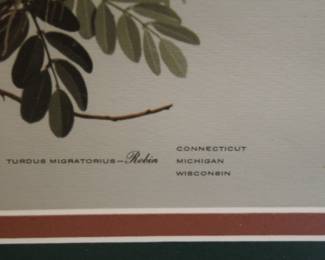 TURDUS MIGRATORIUS—Robin
CONNECTICUT
MICHIGAN
WISCONSIN